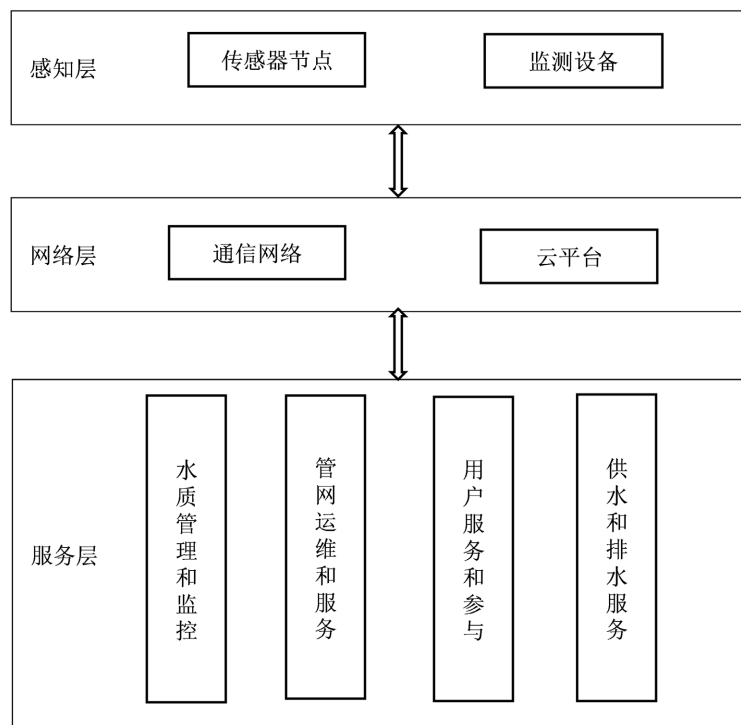 感知层
传感器节点
监测设备
网络层
通信网络
云平台
服务层
水质管理和监控
管网运维和服务
用户服务和参与
供水和排水服务